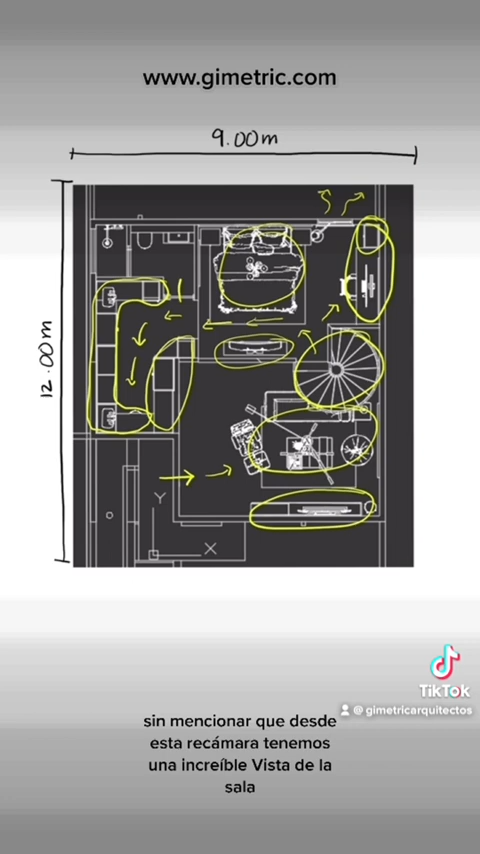 www.gimetric.com
9.00m
12.00m
Y
X
TikTok
@ gimetricarquitectos
sin mencionar que desde
esta recámara tenemos
una increíble Vista de la
sala